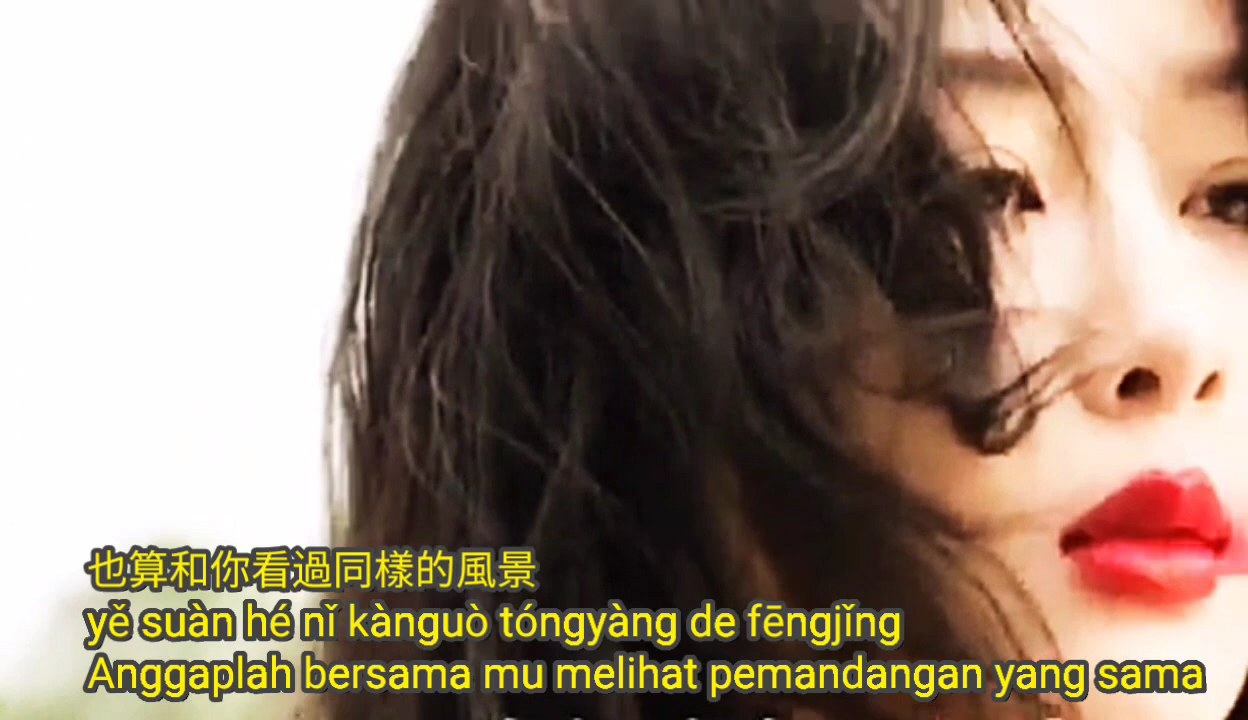 也算和你看過同樣的風景
yě suàn hé nǐ kànguò tóngyàng de fēngjǐng
Anggaplah bersama mu melihat pemandangan yang sama